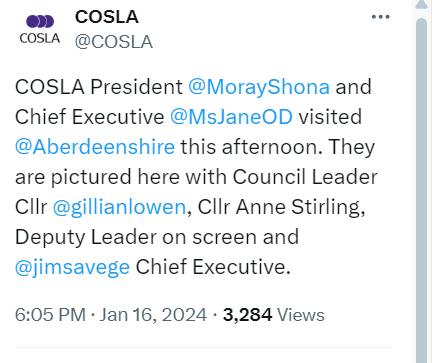 COSLA
COSLA
@COSLA
COSLA President @MorayShona and
Chief Executive @MsJaneOD visited
@Aberdeenshire this afternoon. They
are pictured here with Council Leader
Cllr @gillianlowen, Cllr Anne Stirling,
Deputy Leader on screen and
@jimsavege Chief Executive.
6:05 PM · Jan 16, 2024 · 3,284 Views